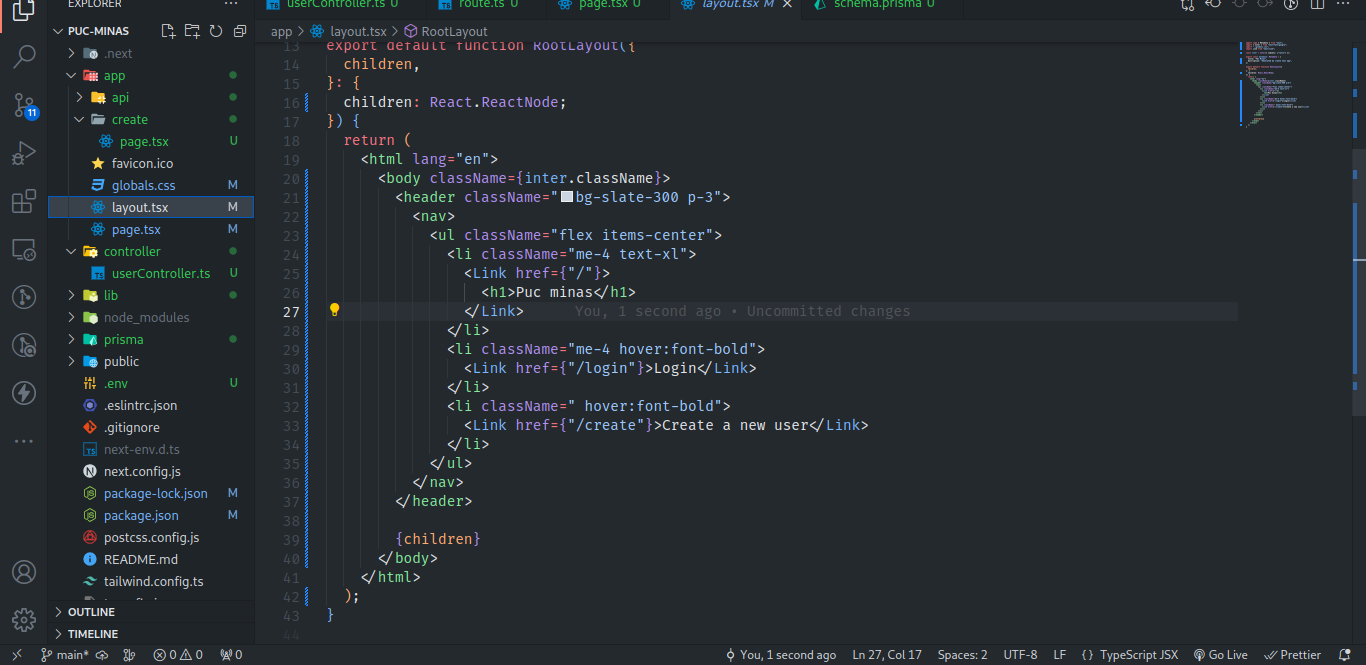 EXPLORER
userController.ts U
route.ts U
page.tsx U
layout.tsx M
schema.prisma U
PUC-MINAS
.next
app
api
create
page.tsx U
favicon.ico
globals.css M
layout.tsx M
page.tsx M
controller
userController.ts U
lib
node_modules
prisma
public
.env U
.eslintrc.json
.gitignore
next-env.d.ts
next.config.js
package-lock.json M
package.json M
postcss.config.js
README.md
tailwind.config.ts
OUTLINE
TIMELINE
11
app > layout.tsx > RootLayout
13 export default function RootLayout({
14 children,
15 }: {
16 children: React.ReactNode;
17 }) {
18 return (
19 <html lang="en">
20 <body className={inter.className}>
21 <header className="bg-slate-300 p-3">
22 <nav>
23 <ul className="flex items-center">
24 <li className="me-4 text-xl">
25 <Link href={"/"}>
26 <h1>Puc minas</h1>
27 </Link> You, 1 second ago • Uncommitted changes
28 </li>
29 <li className="me-4 hover:font-bold">
30 <Link href={"/login"}>Login</Link>
31 </li>
32 <li className=" hover:font-bold">
33 <Link href={"/create"}>Create a new user</Link>
34 </li>
35 </ul>
36 </nav>
37 </header>
38
39 {children}
40 </body>
41 </html>
42 );
43 }
44
main* 0 0 0 You, 1 second ago Ln 27, Col 17 Spaces: 2 UTF-8 LF {} TypeScript JSX Go Live Prettier